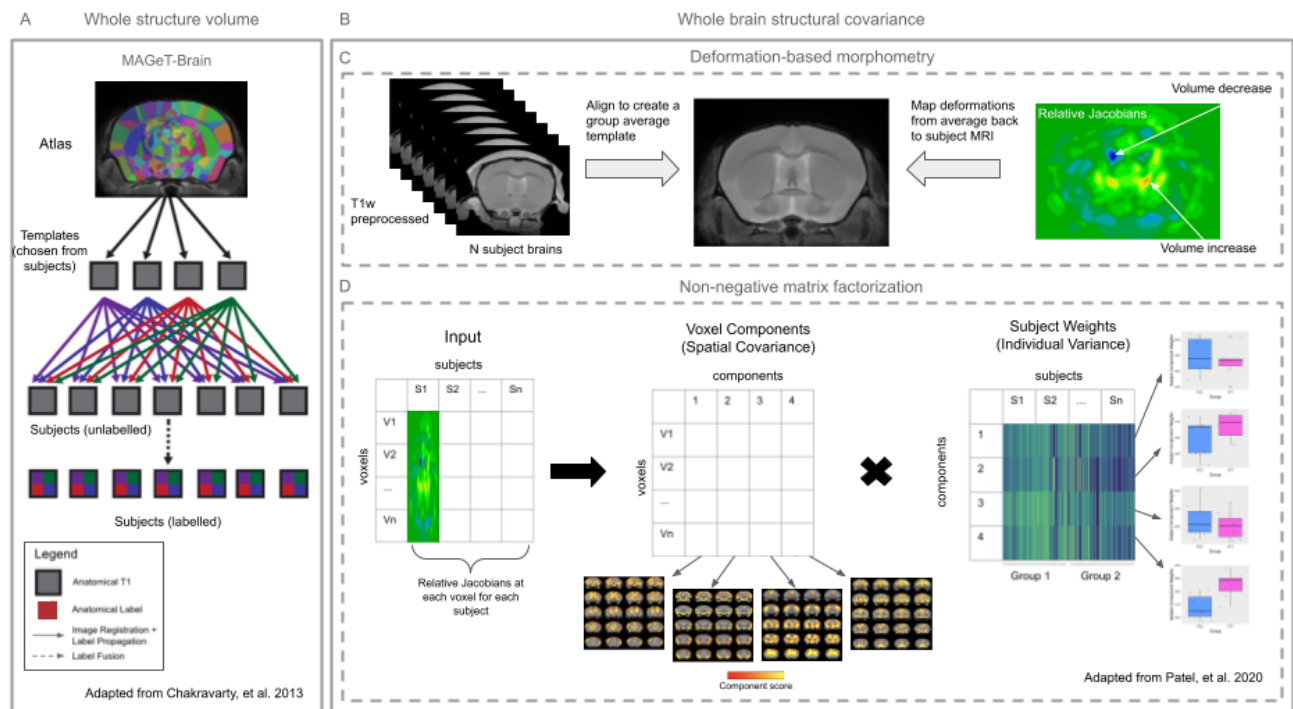 A
Whole structure volume
MAGeT-Brain
Atlas
Templates
(chosen from
subjects)
Subjects (unlabelled)
Subjects (labelled)
Legend
Anatomical T1
Anatomical Label
Image Registration +
Label Propagation
Label Fusion
Adapted from Chakravarty, et al. 2013
B
Whole brain structural covariance
C
Deformation-based morphometry
T1w
preprocessed
N subject brains
Align to create a
group average
template
Map deformations
from average back
to subject MRI
Volume decrease
Relative Jacobians
Volume increase
D
Non-negative matrix factorization
Input
subjects
S1 S2 ... Sn
voxels
V1
V2
...
Vn
Relative Jacobians at
each voxel for each
subject
Voxel Components
(Spatial Covariance)
components
1 2 3 4
voxels
V1
V2
...
Vn
Component score
Subject Weights
(Individual Variance)
subjects
S1 S2 ... Sn
components
1
2
3
4
Group 1 Group 2
Group
Group
Group
Group
Adapted from Patel, et al. 2020